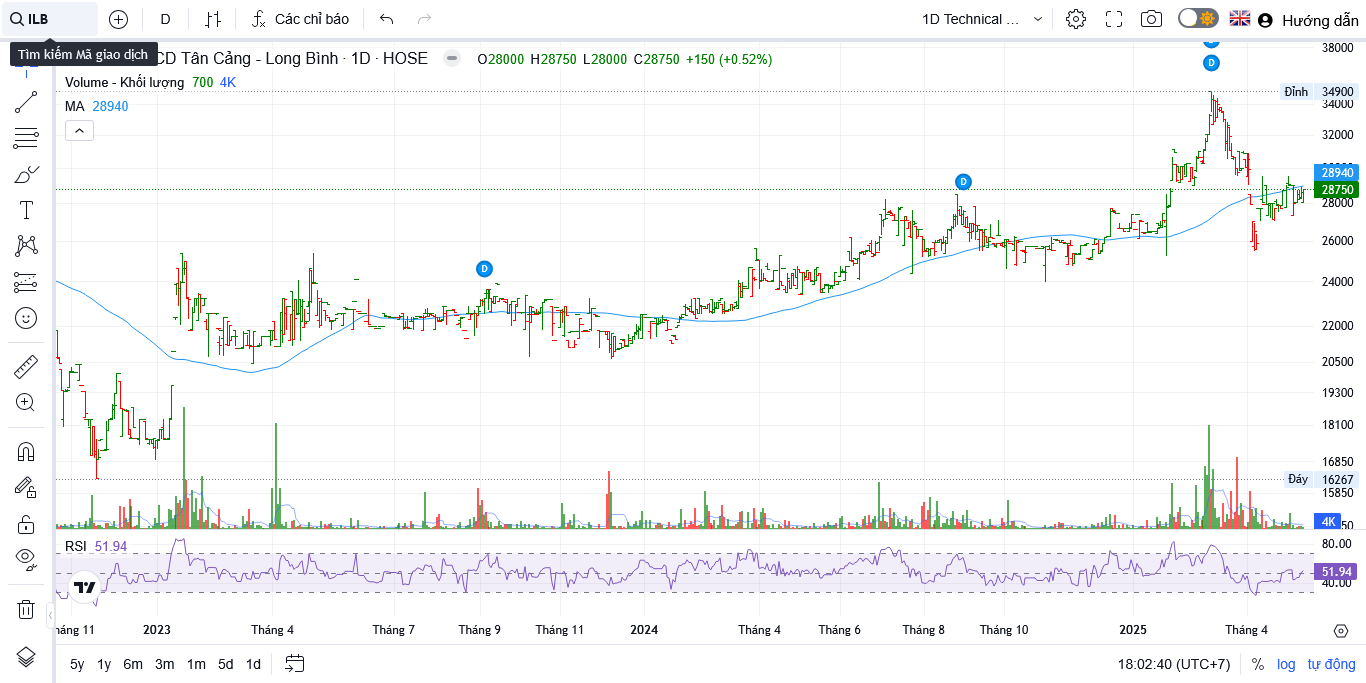 ILB
D
Các chỉ báo
1D Technical ...
Hướng dẫn
Tìm kiếm Mã giao dịch
CD Tân Cảng - Long Bình · 1D · HOSE
O28000 H28750 L28000 C28750 +150 (+0.52%)
Volume - Khối lượng 700 4K
MA 28940
D
D
D
38000
Đỉnh 34900
34000
32000
28940
28750
28000
26000
24000
22000
20500
19300
18100
16850
Đáy 16267
15850
4K
50
RSI 51.94
80.00
51.94
40.00
háng 11 2023 Tháng 4 Tháng 7 Tháng 9 Tháng 11 2024 Tháng 4 Tháng 6 Tháng 8 Tháng 10 2025 Tháng 4
5y 1y 6m 3m 1m 5d 1d
18:02:40 (UTC+7) % log tự động